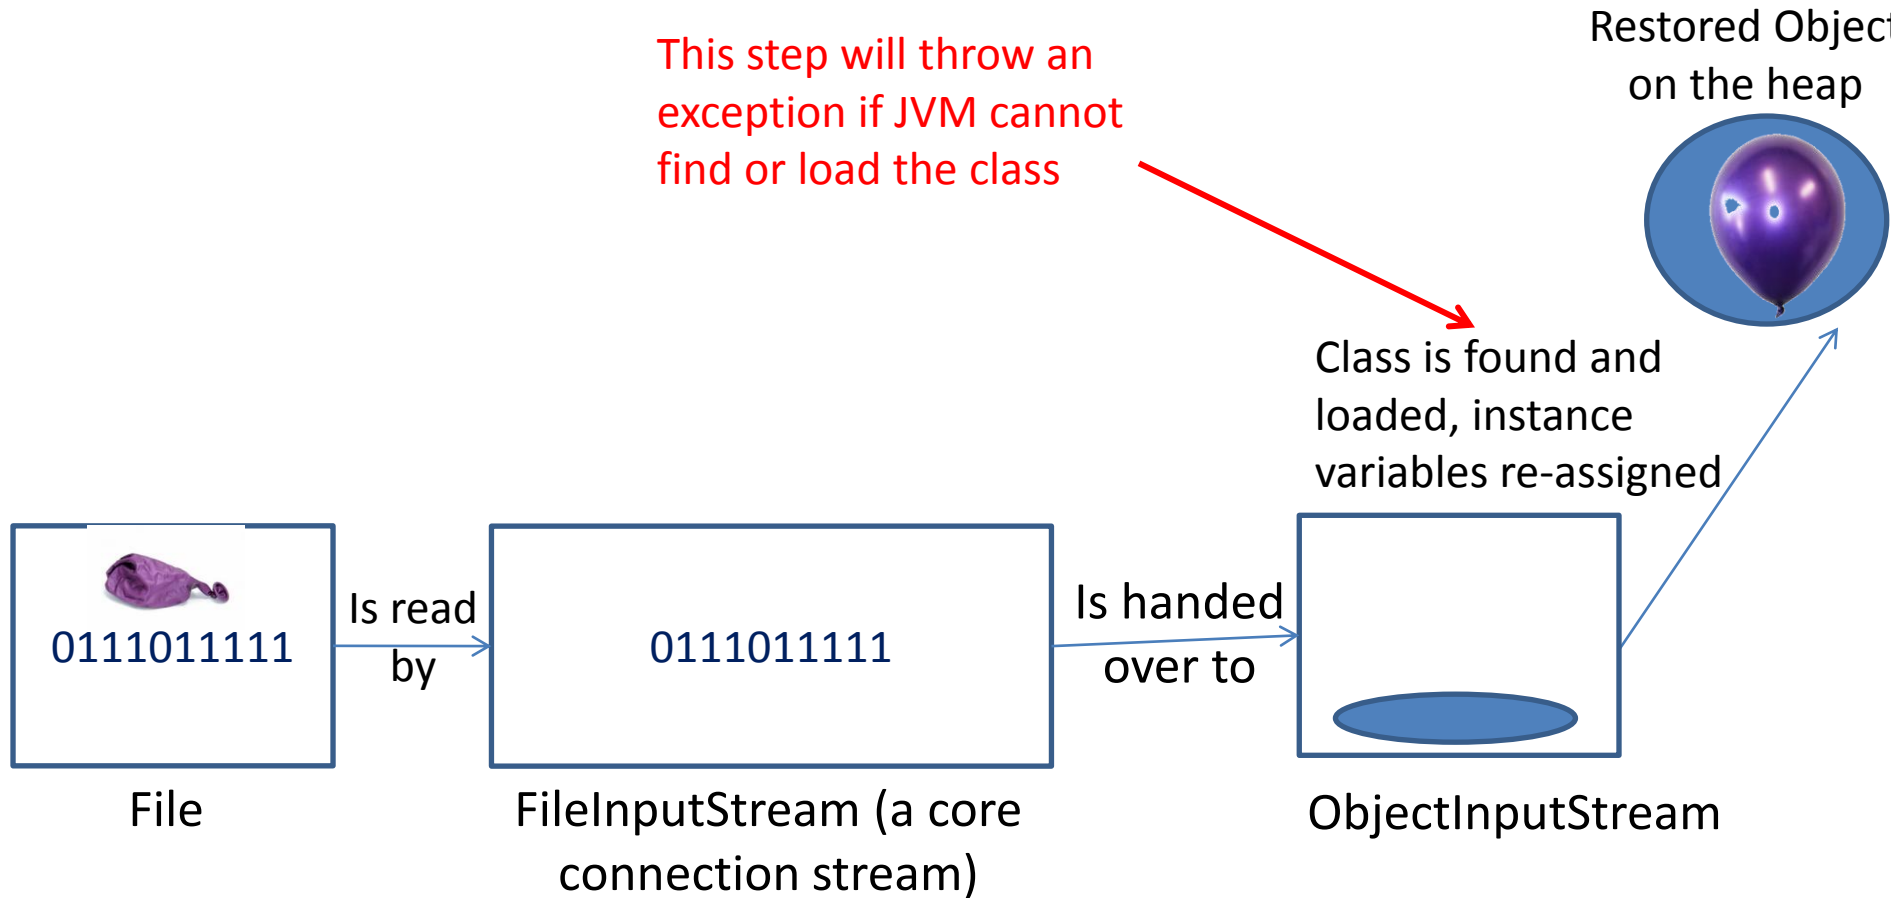 This step will throw an
exception if JVM cannot
find or load the class
Restored Object
on the heap
Class is found and
loaded, instance
variables re-assigned
0111011111
Is read
by
0111011111
Is handed
over to
File
FileInputStream (a core
connection stream)
ObjectInputStream